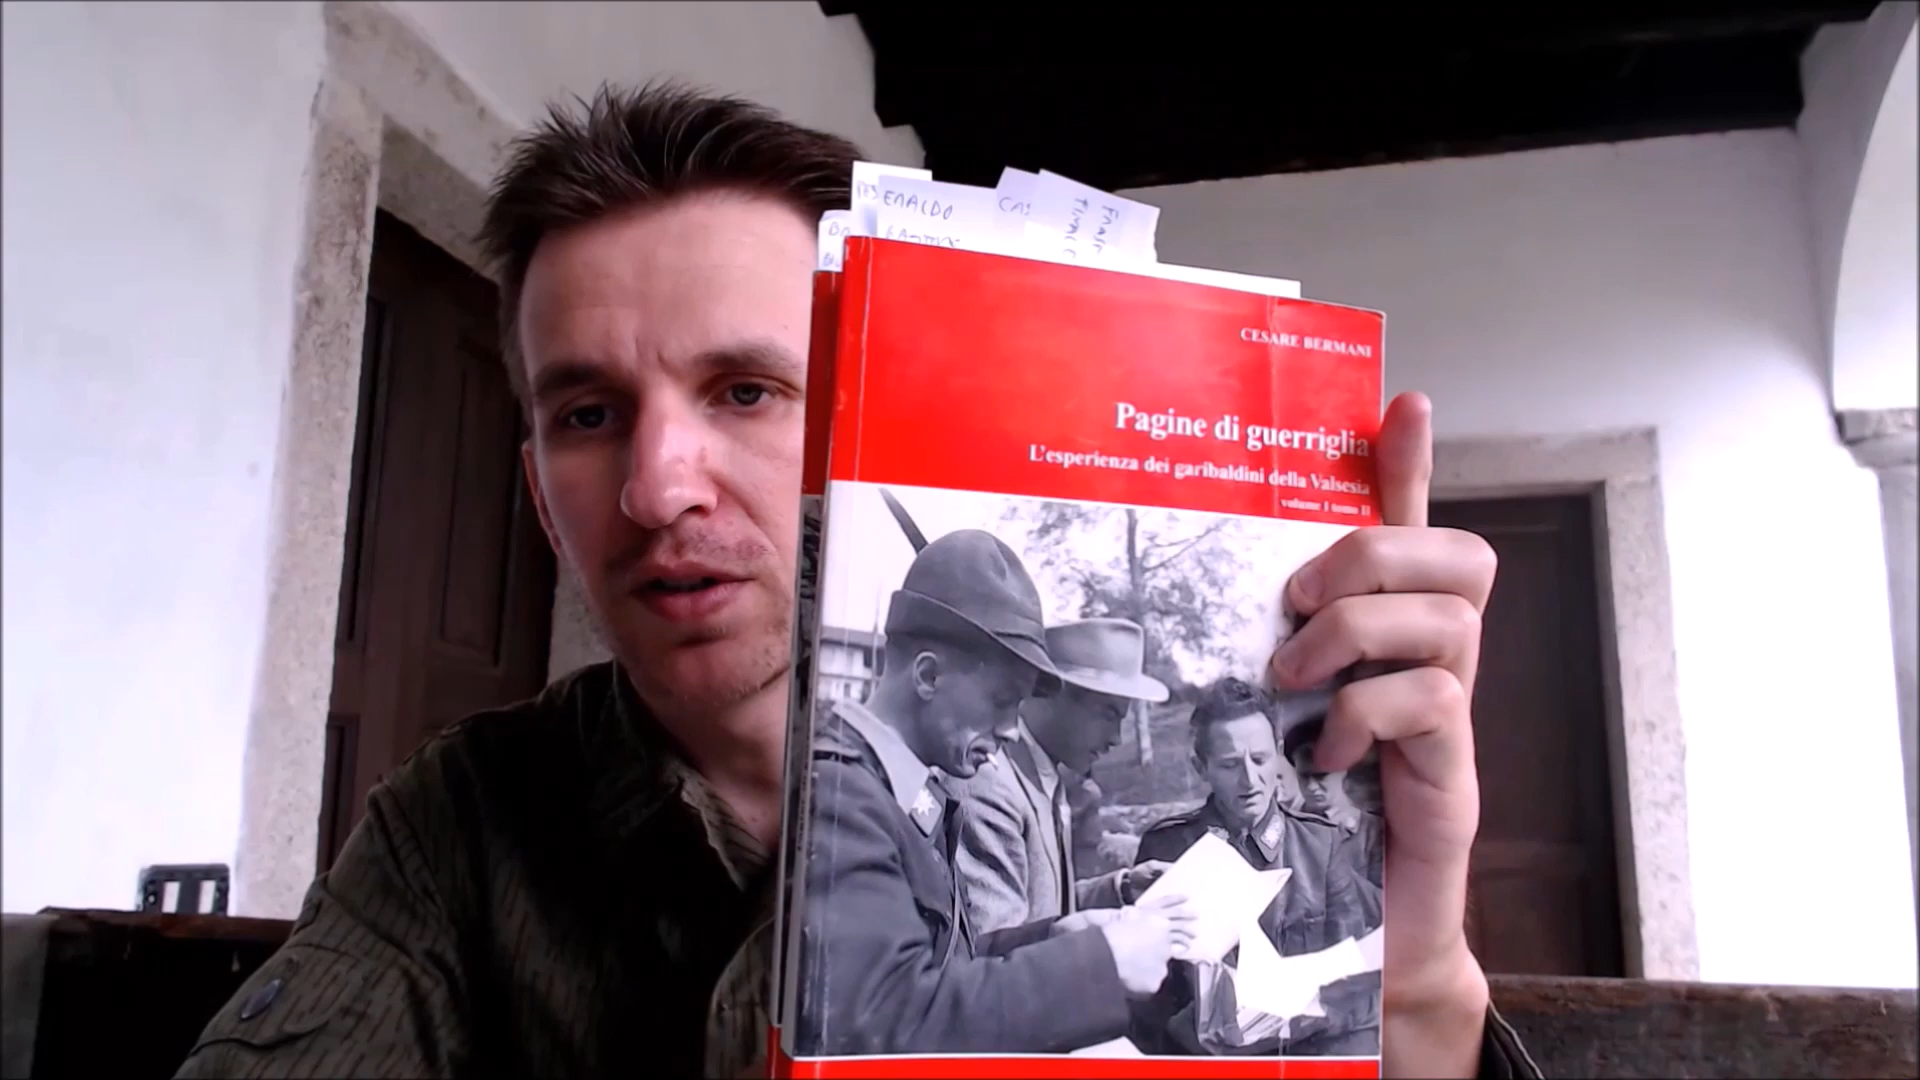 ENALDO
CESARE BERMANI
Pagine di guerriglia
L'esperienza dei garibaldini della Valsesia
volume I tomo II